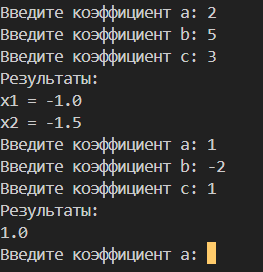 Введите коэффициент a: 2
Введите коэффициент b: 5
Введите коэффициент c: 3
Результаты:
x1 = -1.0
x2 = -1.5
Введите коэффициент a: 1
Введите коэффициент b: -2
Введите коэффициент c: 1
Результаты:
1.0
Введите коэффициент a: